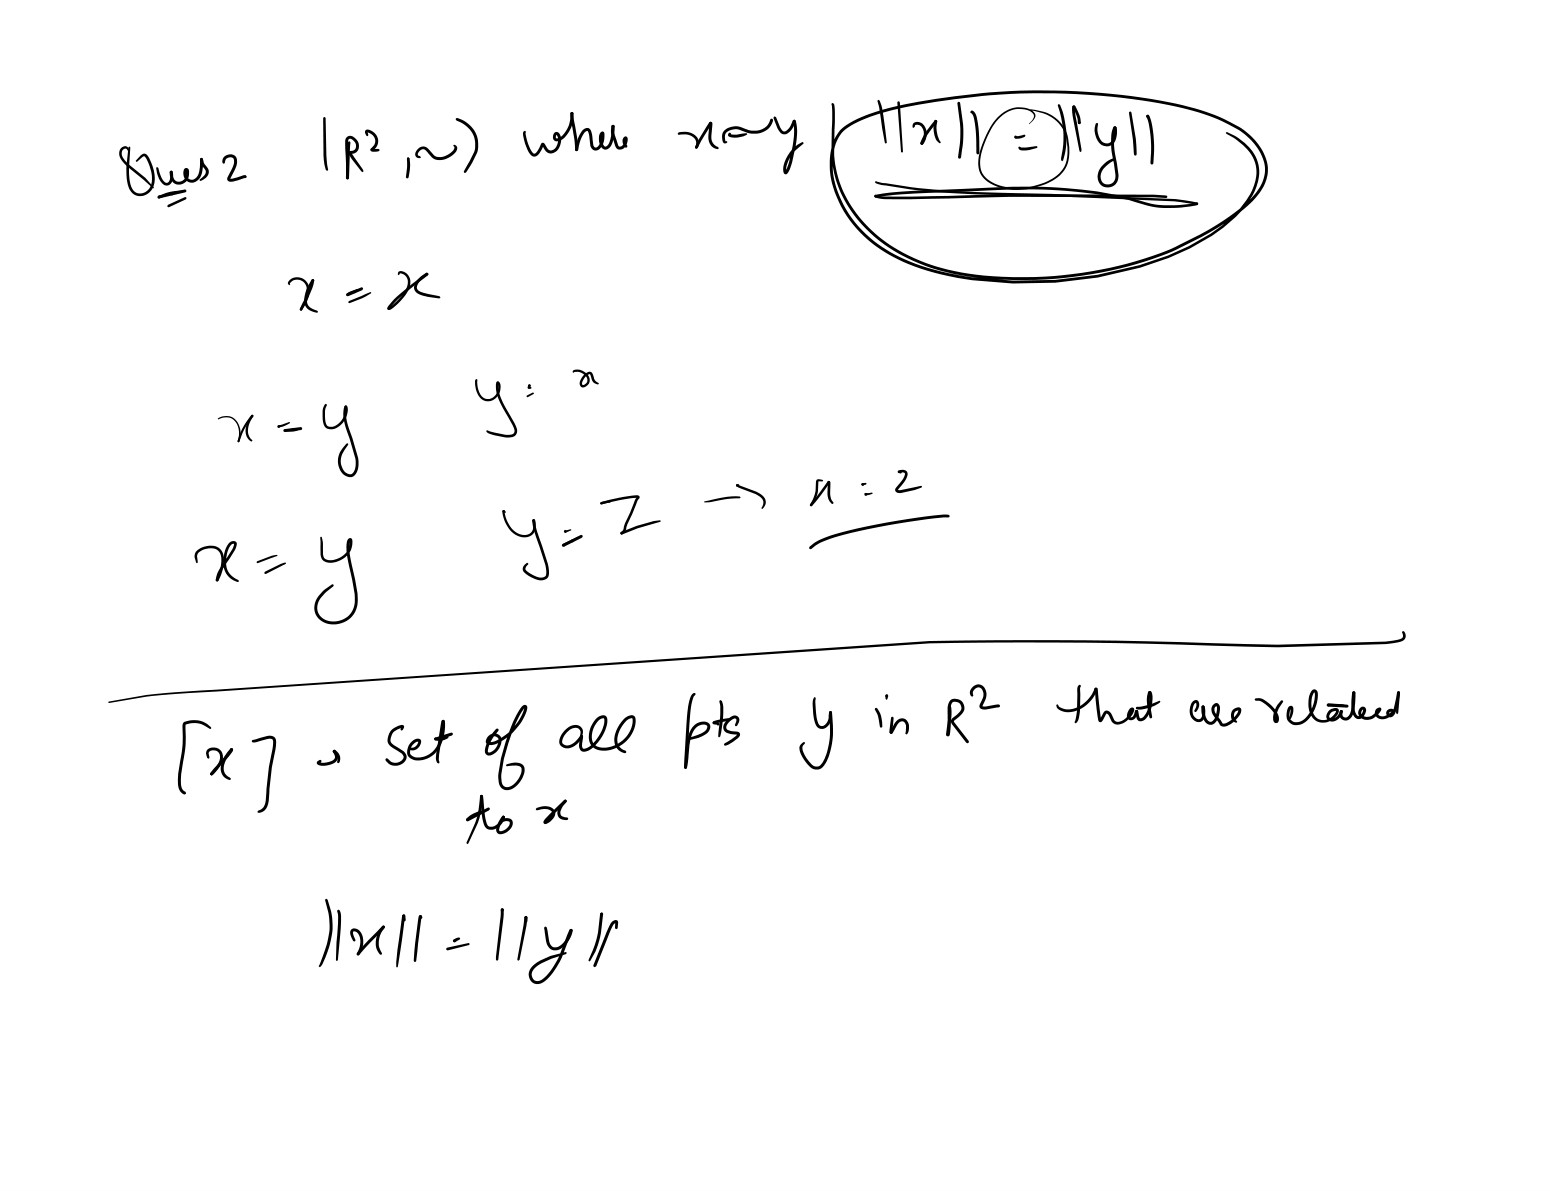 Ques 2 (R², ~) where x~y | ||x|| = ||y||
x = x
x = y y = x
x = y y = z → x = z
[x] → set of all pts y in R² that are related
to x
||x|| = ||y||